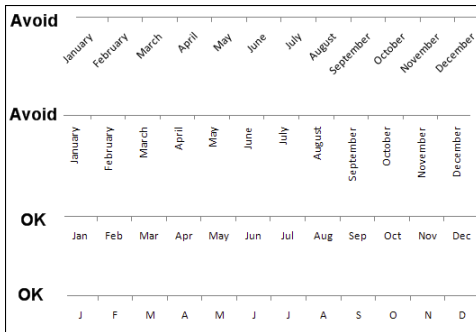 Avoid
January February March April May June July August September October November December
Avoid
January February March April May June July August September October November December
OK
Jan Feb Mar Apr May Jun Jul Aug Sep Oct Nov Dec
OK
J F M A M J J A S O N D